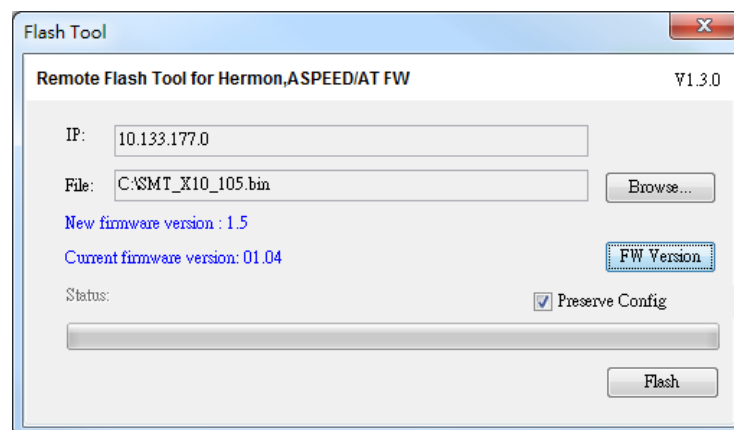 Flash Tool
Remote Flash Tool for Hermon,ASPEED/AT FW
V1.3.0
IP:
10.133.177.0
File:
C:\SMT_X10_105.bin
Browse...
New firmware version : 1.5
Current firmware version: 01.04
FW Version
Status:
Preserve Config
Flash